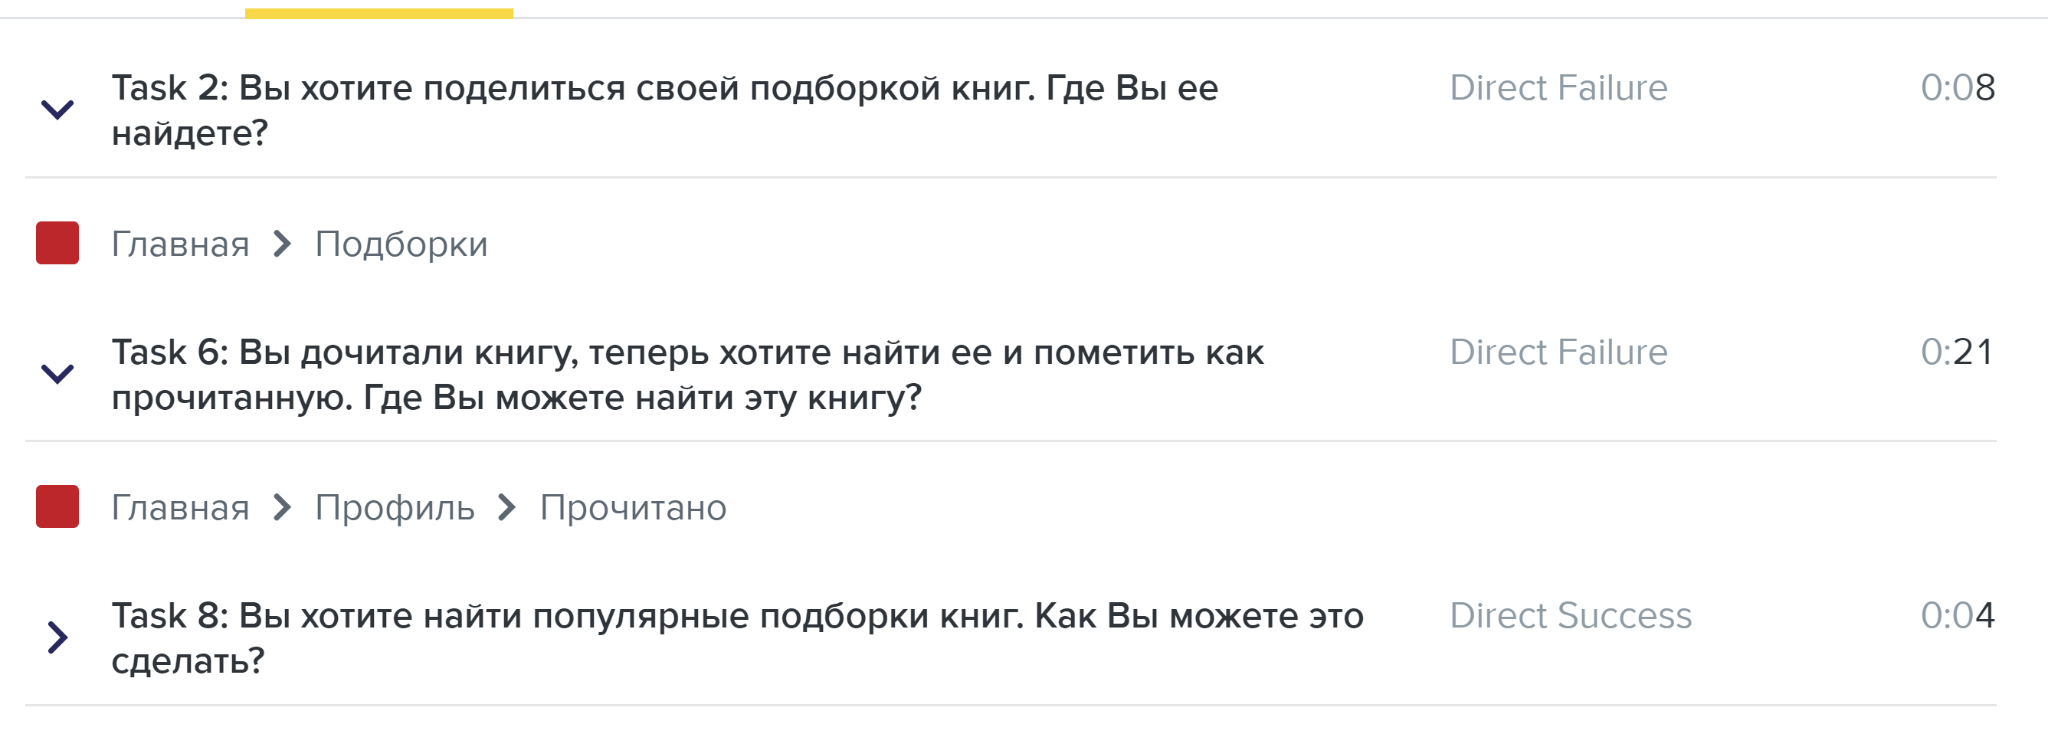 Task 2: Вы хотите поделиться своей подборкой книг. Где Вы ее
найдете?
Direct Failure
0:08
Главная
Подборки
Task 6: Вы дочитали книгу, теперь хотите найти ее и пометить как
прочитанную. Где Вы можете найти эту книгу?
Direct Failure
0:21
Главная
Профиль
Прочитано
Task 8: Вы хотите найти популярные подборки книг. Как Вы можете это
сделать?
Direct Success
0:04